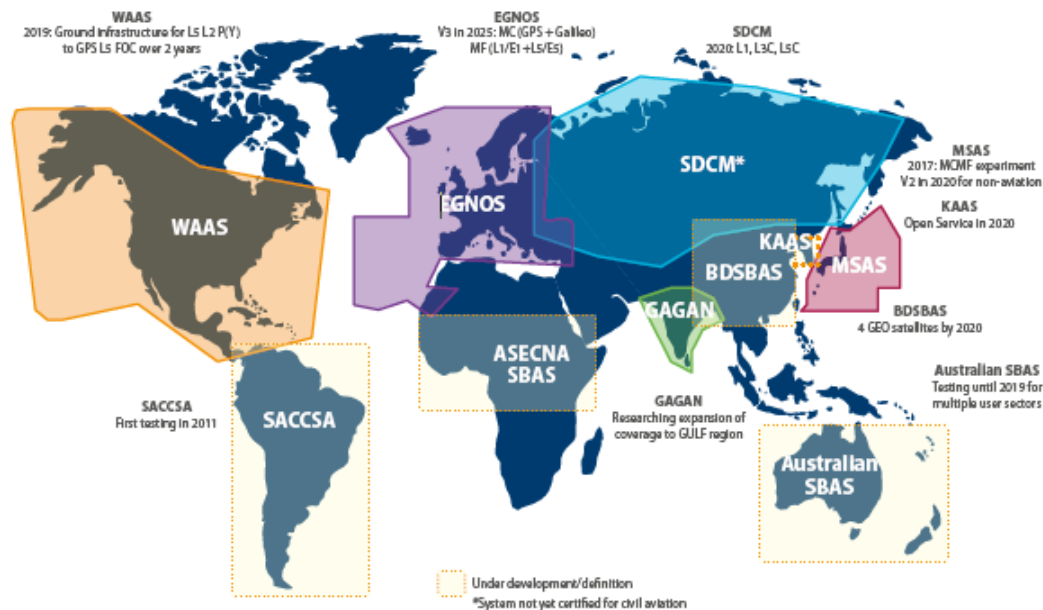 WAAS
2019: Ground infrastructure for L5 L2 P(Y)
to GPS L5 FOC over 2 years
EGNOS
V3 in 2025: MC (GPS + Galileo)
MF (L1/E1 +L5/E5)
SDCM
2020: L1, L3C, L5C
MSAS
2017: MCMF experiment
V2 in 2020 for non-aviation
KAAS
Open Service in 2020
SDCM*
WAAS
EGNOS
KAAS
BDSBAS
MSAS
GAGAN
BDSBAS
4 GEO satellites by 2020
ASECNA
SBAS
Australian SBAS
Testing until 2019 for
multiple user sectors
SACCSA
First testing in 2011
SACCSA
GAGAN
Researching expansion of
coverage to GULF region
Australian
SBAS
Under development/definition
*System not yet certified for civil aviation